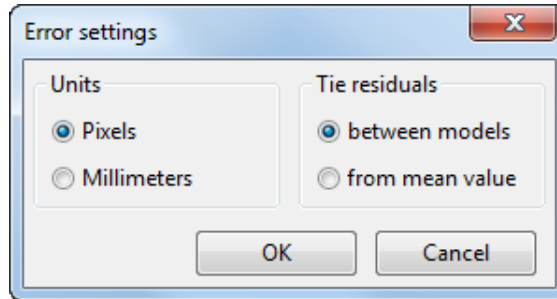 Error settings
Units
Pixels
Millimeters
Tie residuals
between models
from mean value
OK
Cancel